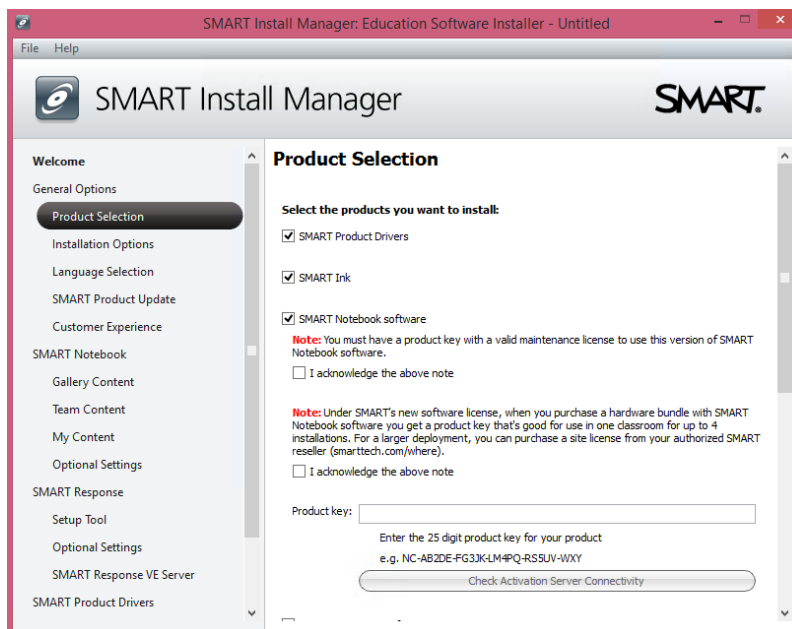 SMART Install Manager: Education Software Installer - Untitled
File Help
SMART Install Manager
SMART.
Welcome
General Options
Product Selection
Installation Options
Language Selection
SMART Product Update
Customer Experience
SMART Notebook
Gallery Content
Team Content
My Content
Optional Settings
SMART Response
Setup Tool
Optional Settings
SMART Response VE Server
SMART Product Drivers
Product Selection
Select the products you want to install:
SMART Product Drivers
SMART Ink
SMART Notebook software
Note: You must have a product key with a valid maintenance license to use this version of SMART
Notebook software.
I acknowledge the above note
Note: Under SMART's new software license, when you purchase a hardware bundle with SMART
Notebook software you get a product key that's good for use in one classroom for up to 4
installations. For a larger deployment, you can purchase a site license from your authorized SMART
reseller (smarttech.com/where).
I acknowledge the above note
Product key:
Enter the 25 digit product key for your product
e.g. NC-AB2DE-FG3JK-LM4PQ-RS5UV-WXY
Check Activation Server Connectivity